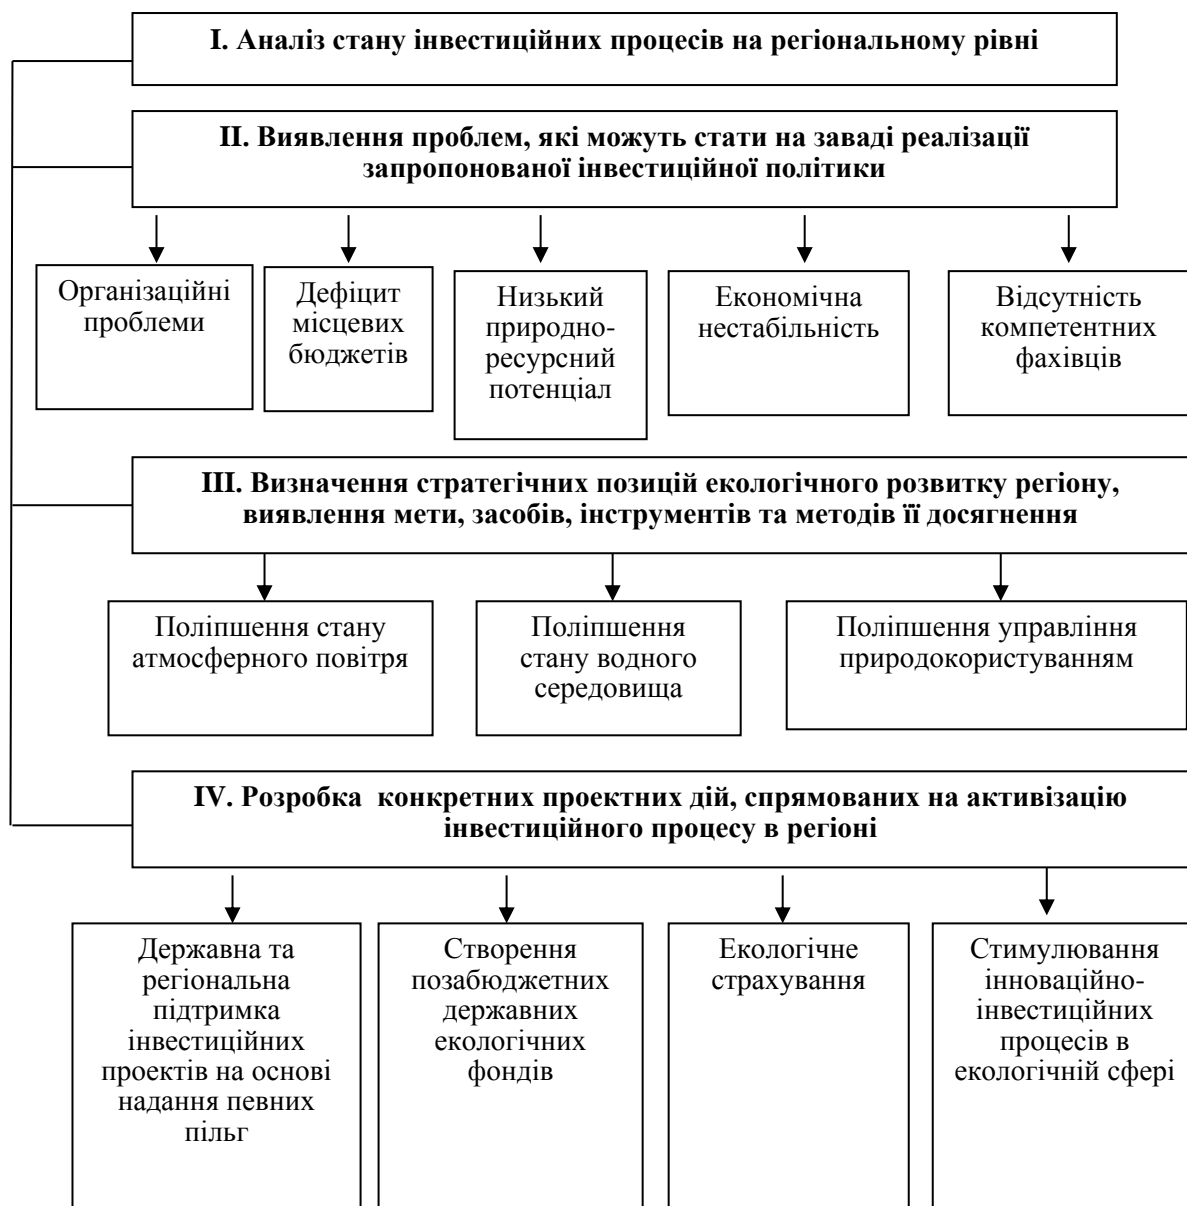 I. Аналіз стану інвестиційних процесів на регіональному рівні
II. Виявлення проблем, які можуть стати на заваді реалізації
запропонованої інвестиційної політики
Організаційні
проблеми
Дефіцит
місцевих
бюджетів
Низький
природно-
ресурсний
потенціал
Економічна
нестабільність
Відсутність
компетентних
фахівців
III. Визначення стратегічних позицій екологічного розвитку регіону,
виявлення мети, засобів, інструментів та методів її досягнення
Поліпшення стану
атмосферного повітря
Поліпшення
стану водного
середовища
Поліпшення управління
природокористуванням
IV. Розробка  конкретних проектних дій, спрямованих на активізацію
інвестиційного процесу в регіоні
Державна та
регіональна
підтримка
інвестиційних
проектів на основі
надання певних
пільг
Створення
позабюджетних
державних
екологічних
фондів
Екологічне
страхування
Стимулювання
інноваційно-
інвестиційних
процесів в
екологічній сфері